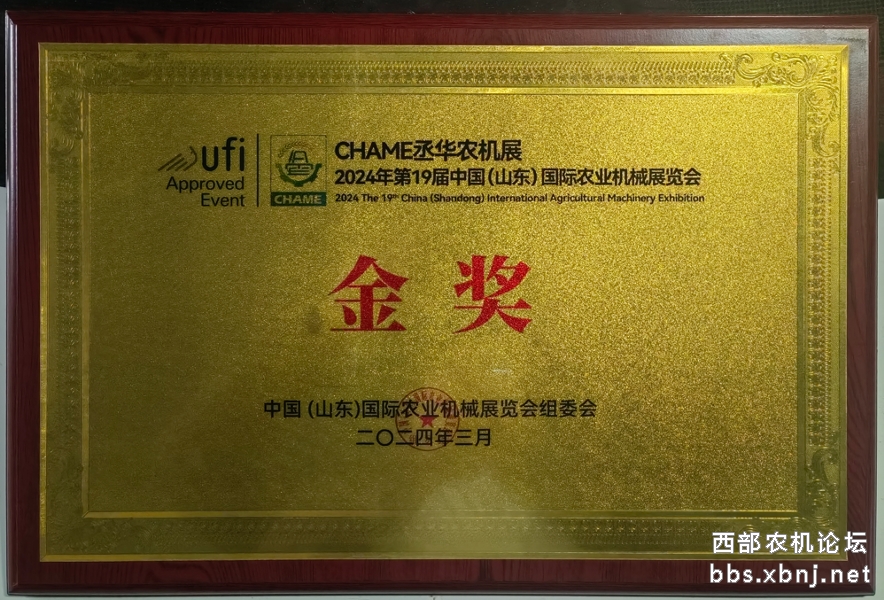 ufi
Approved
Event
CHAME
CHAME丞华农机展
2024年第19届中国(山东)国际农业机械展览会
2024 The 19th China (Shandong) International Agricultural Machinery Exhibition
金奖
中国(山东)国际农业机械展览会组委会
二〇二四年三月
西部农机论坛
bbs.xbnj.net